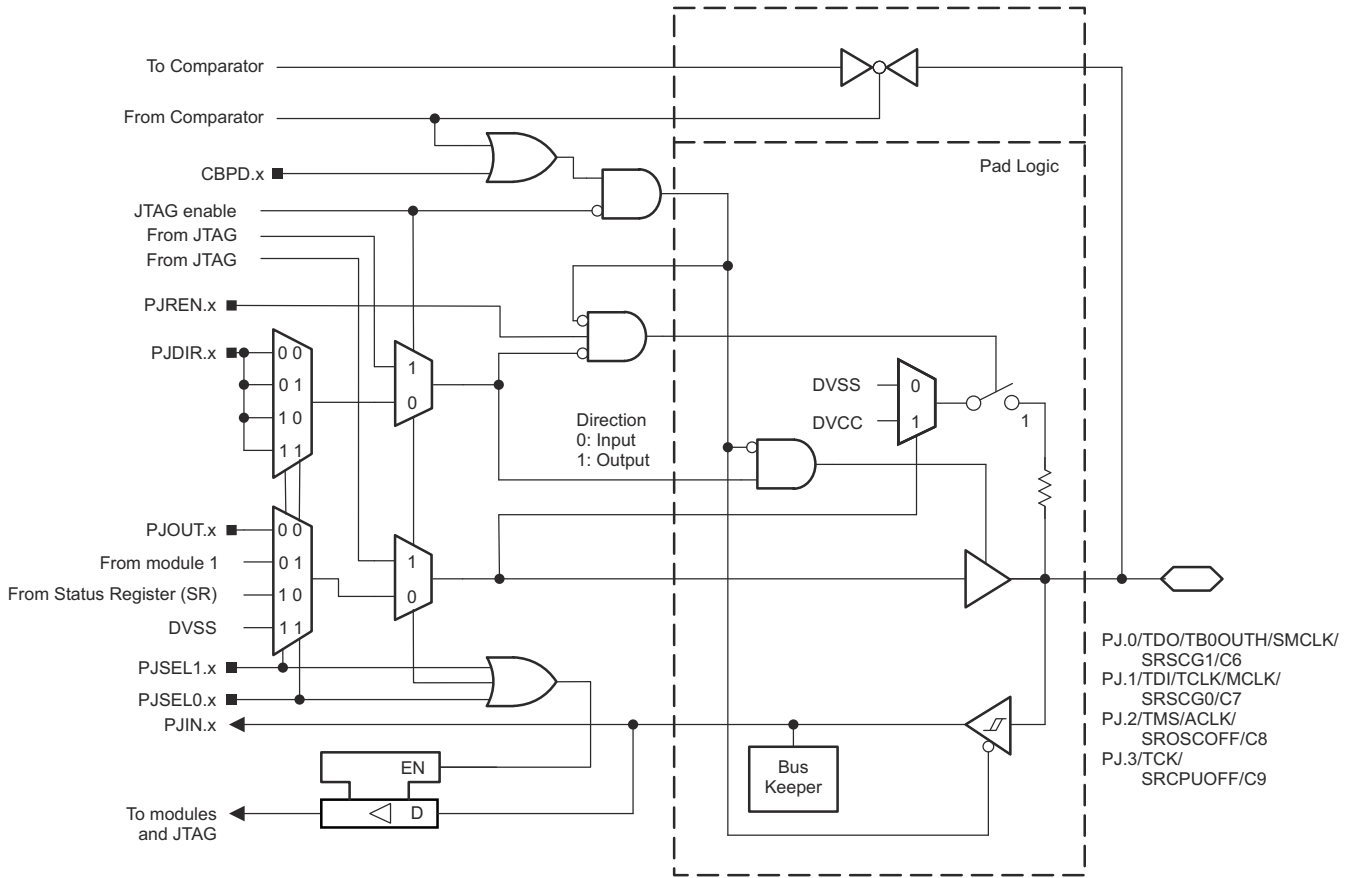 To Comparator
From Comparator
Pad Logic
CBPD.x
JTAG enable
From JTAG
From JTAG
PJREN.x
PJDIR.x
0 0
0 1
1 0
1 1
1
0
DVSS
DVCC
0
1
1
Direction
0: Input
1: Output
PJOUT.x
From module 1
From Status Register (SR)
DVSS
0 0
0 1
1 0
1 1
1
0
PJSEL1.x
PJSEL0.x
PJIN.x
EN
D
To modules
and JTAG
Bus
Keeper
PJ.0/TDO/TB0OUTH/SMCLK/
SRSCG1/C6
PJ.1/TDI/TCLK/MCLK/
SRSCG0/C7
PJ.2/TMS/ACLK/
SROSCOFF/C8
PJ.3/TCK/
SRCPUOFF/C9